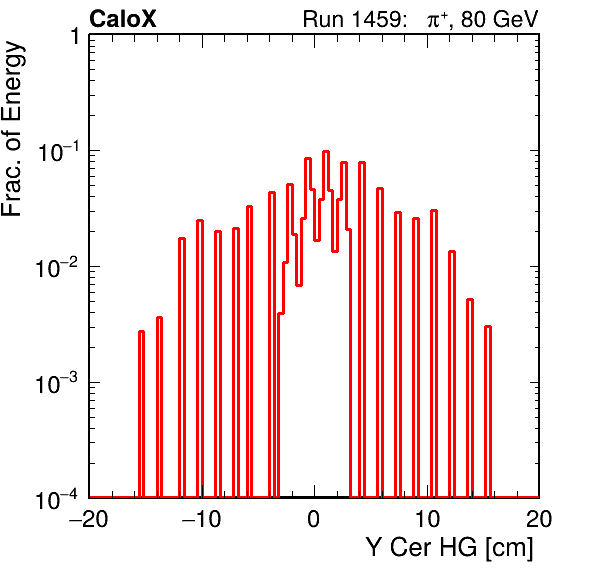 CaloX Run 1459: π⁺, 80 GeV
Frac. of Energy
1
10⁻¹
10⁻²
10⁻³
10⁻⁴
−20 −10 0 10 20
Y Cer HG [cm]